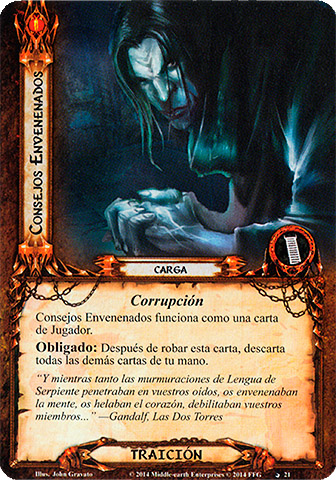 CONSEJOS ENVENENADOS
CARGA
Corrupción
Consejos Envenenados funciona como una carta
de Jugador.
Obligado: Después de robar esta carta, descarta
todas las demás cartas de tu mano.
“Y mientras tanto las murmuraciones de Lengua de
Serpiente penetraban en vuestros oídos, os envenenaban
la mente, os helaban el corazón, debilitaban vuestros
miembros...” —Gandalf, Las Dos Torres
TRAICIÓN
Illus. John Gravato © 2014 Middle-earth Enterprises © 2014 FFG 21